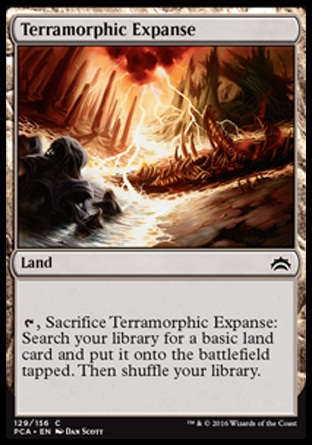 Terramorphic Expanse
Land
, Sacrifice Terramorphic Expanse:
Search your library for a basic land
card and put it onto the battlefield
tapped. Then shuffle your library.
129/156 C
PCA • EN Dan Scott
™ & © 2016 Wizards of the Coast